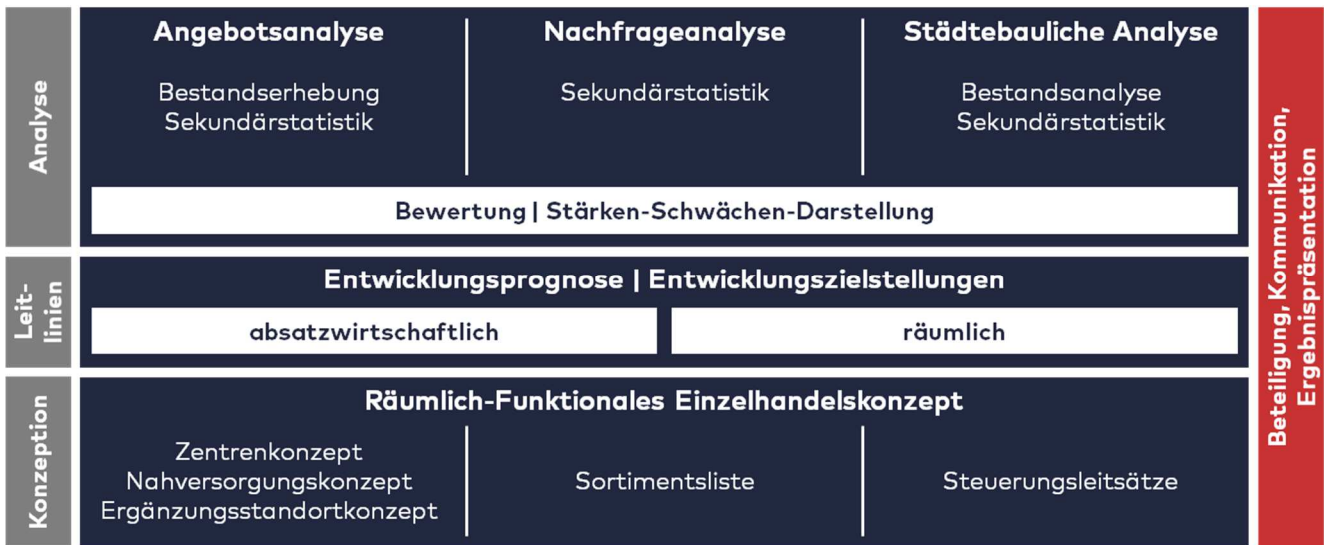 Analyse
Angebotsanalyse
Bestandserhebung
Sekundärstatistik
Nachfrageanalyse
Sekundärstatistik
Städtebauliche Analyse
Bestandsanalyse
Sekundärstatistik
Bewertung | Stärken-Schwächen-Darstellung
Leit-
linien
Entwicklungsprognose | Entwicklungszielstellungen
absatzwirtschaftlich
räumlich
Konzeption
Räumlich-Funktionales Einzelhandelskonzept
Zentrenkonzept
Nahversorgungskonzept
Ergänzungsstandortkonzept
Sortimentsliste
Steuerungsleitsätze
Beteiligung, Kommunikation,
Ergebnispräsentation